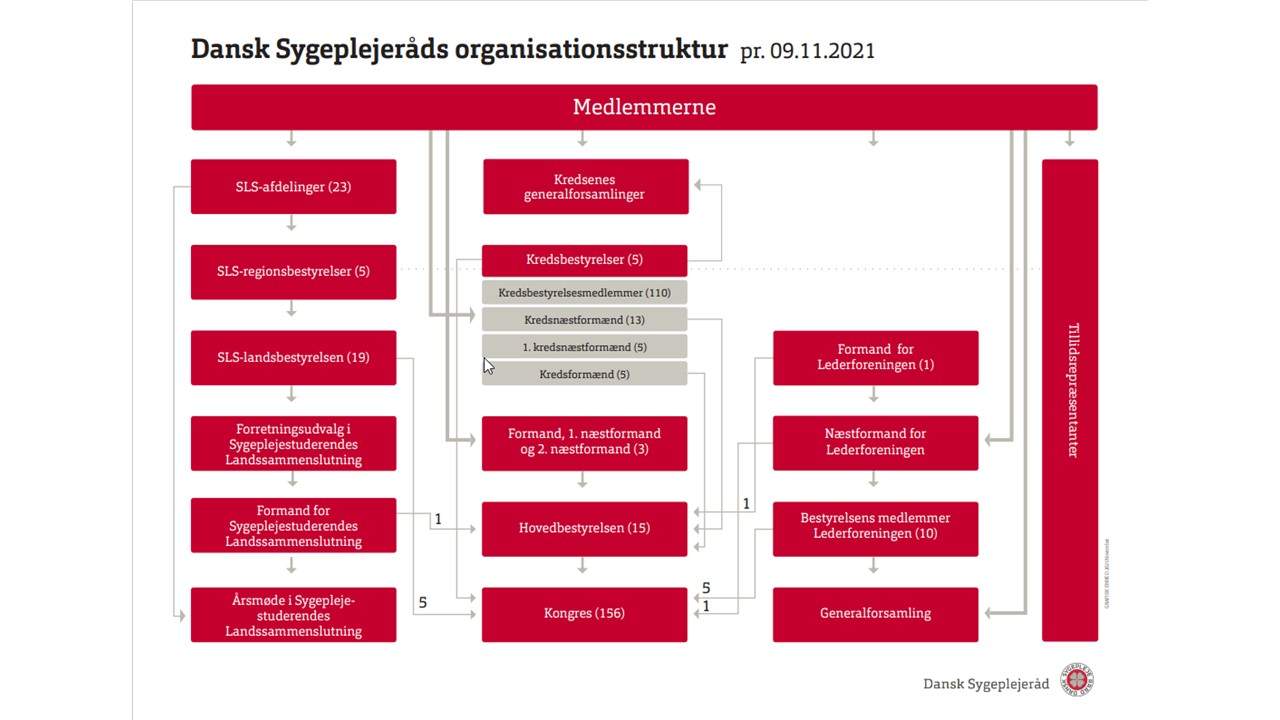 Dansk Sygeplejeråds organisationsstruktur pr. 09.11.2021
Medlemmerne
SLS-afdelinger (23)
SLS-regionsbestyrelser (5)
SLS-landsbestyrelsen (19)
Forretningsudvalg i
Sygeplejestuderendes
Landssammenslutning
Formand for
Sygeplejestuderendes
Landssammenslutning
1
Årsmøde i Sygepleje-
studerendes
Landssammenslutning
5
Kredsenes
generalforsamlinger
Kredsbestyrelser (5)
Kredsbestyrelsesmedlemmer (110)
Kredsnæstformænd (13)
1. kredsnæstformænd (5)
Kredsformænd (5)
Formand, 1. næstformand
og 2. næstformand (3)
Hovedbestyrelsen (15)
Kongres (156)
1
5
1
Formand for
Lederforeningen (1)
Næstformand for
Lederforeningen
Bestyrelsens medlemmer
Lederforeningen (10)
Generalforsamling
Tillidsrepræsentanter
Dansk Sygeplejeråd